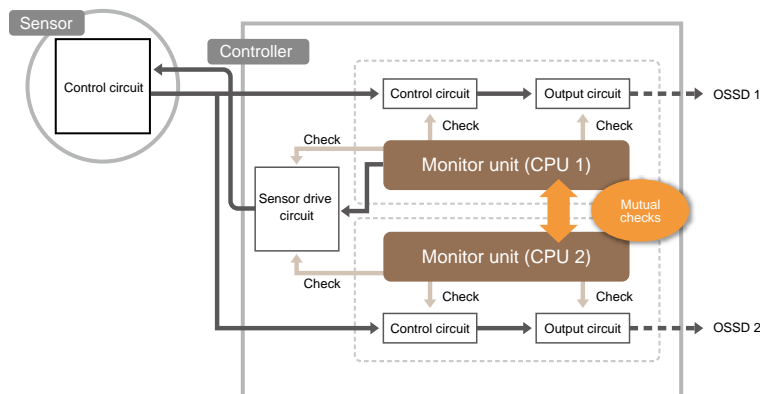 Sensor
Controller
Control circuit
Control circuit
Output circuit
OSSD 1
Check
Check
Check
Monitor unit (CPU 1)
Sensor drive
circuit
Mutual
checks
Monitor unit (CPU 2)
Check
Check
Check
Control circuit
Output circuit
OSSD 2